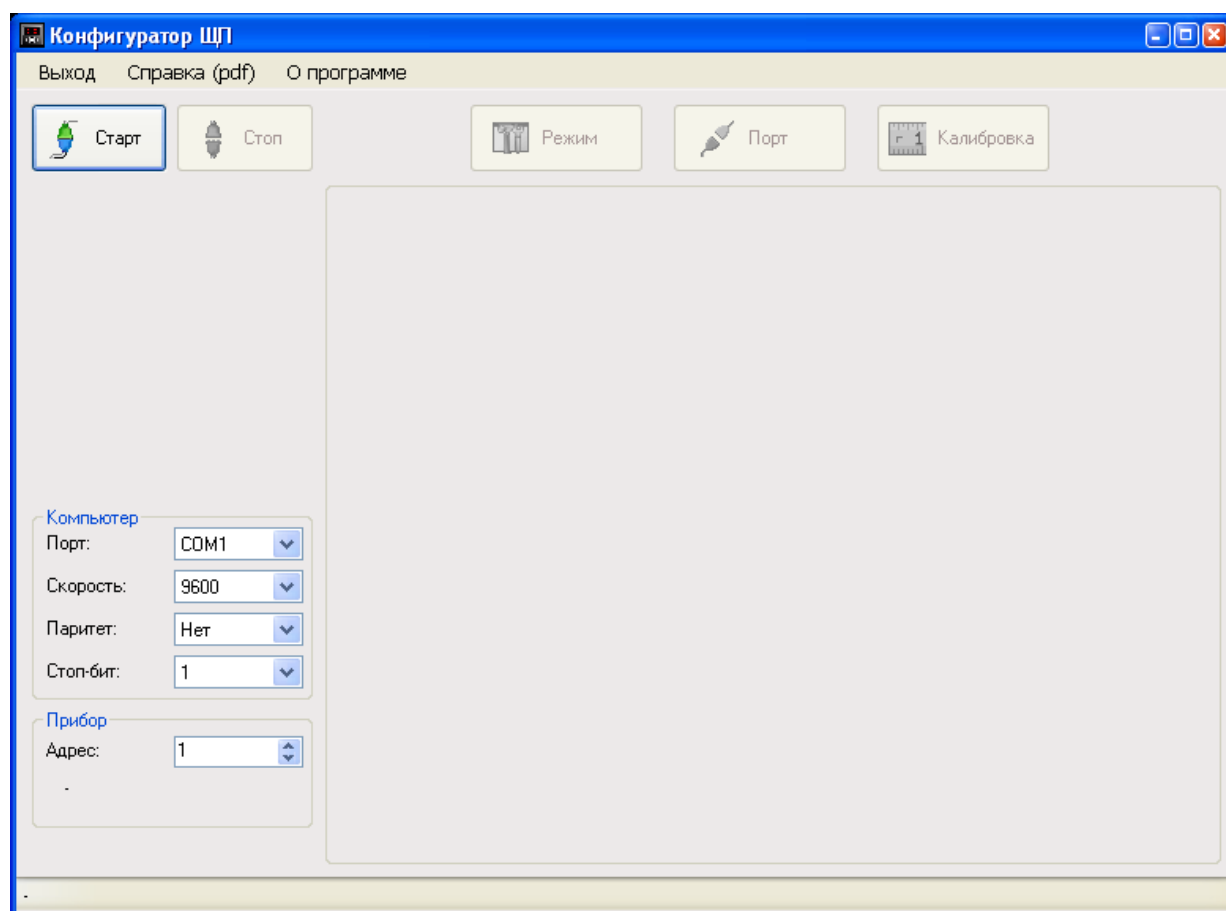 Конфигуратор ЩП
Выход Справка (pdf) О программе
Старт Стоп Режим Порт Калибровка
Компьютер
Порт: COM1
Скорость: 9600
Паритет: Нет
Стоп-бит: 1
Прибор
Адрес: 1
-
-